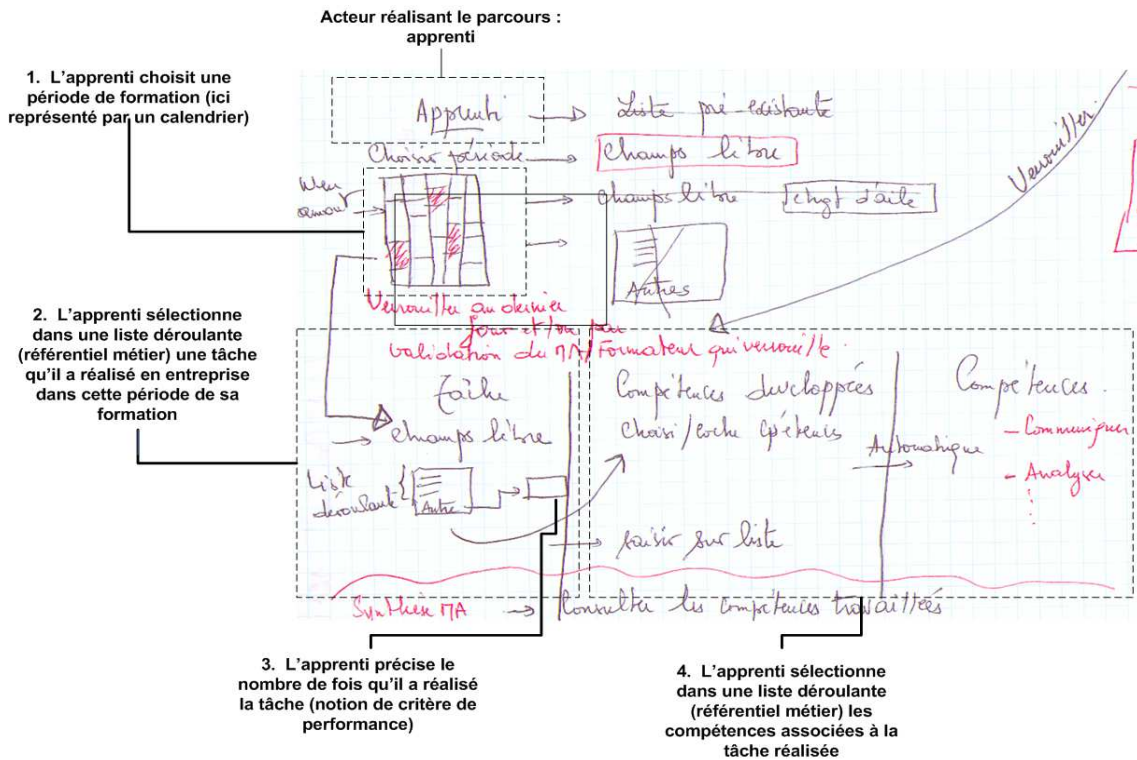 Acteur réalisant le parcours :
apprenti
1. L'apprenti choisit une
période de formation (ici
représenté par un calendrier)
Apprenti
Liste pré-existante
Choisir période
Champs libre
champs libre
chgt d'aile
Verrouiller
Autres
Verrouiller au dernier
jour et/ou par
validation du MA/Formateur qui verrouille.
2. L'apprenti sélectionne
dans une liste déroulante
(référentiel métier) une tâche
qu'il a réalisé en entreprise
dans cette période de sa
formation
Tâche
champs libre
Liste
déroulante
Autre
Compétences developpées
Choisi/coche cpétences
saisir sur liste
Automatique
Compétences.
- Communiquer
- Analyser
Synthèse MA
Consulter les compétences travaillées
3. L'apprenti précise le
nombre de fois qu'il a réalisé
la tâche (notion de critère de
performance)
4. L'apprenti sélectionne
dans une liste déroulante
(référentiel métier) les
compétences associées à la
tâche réalisée